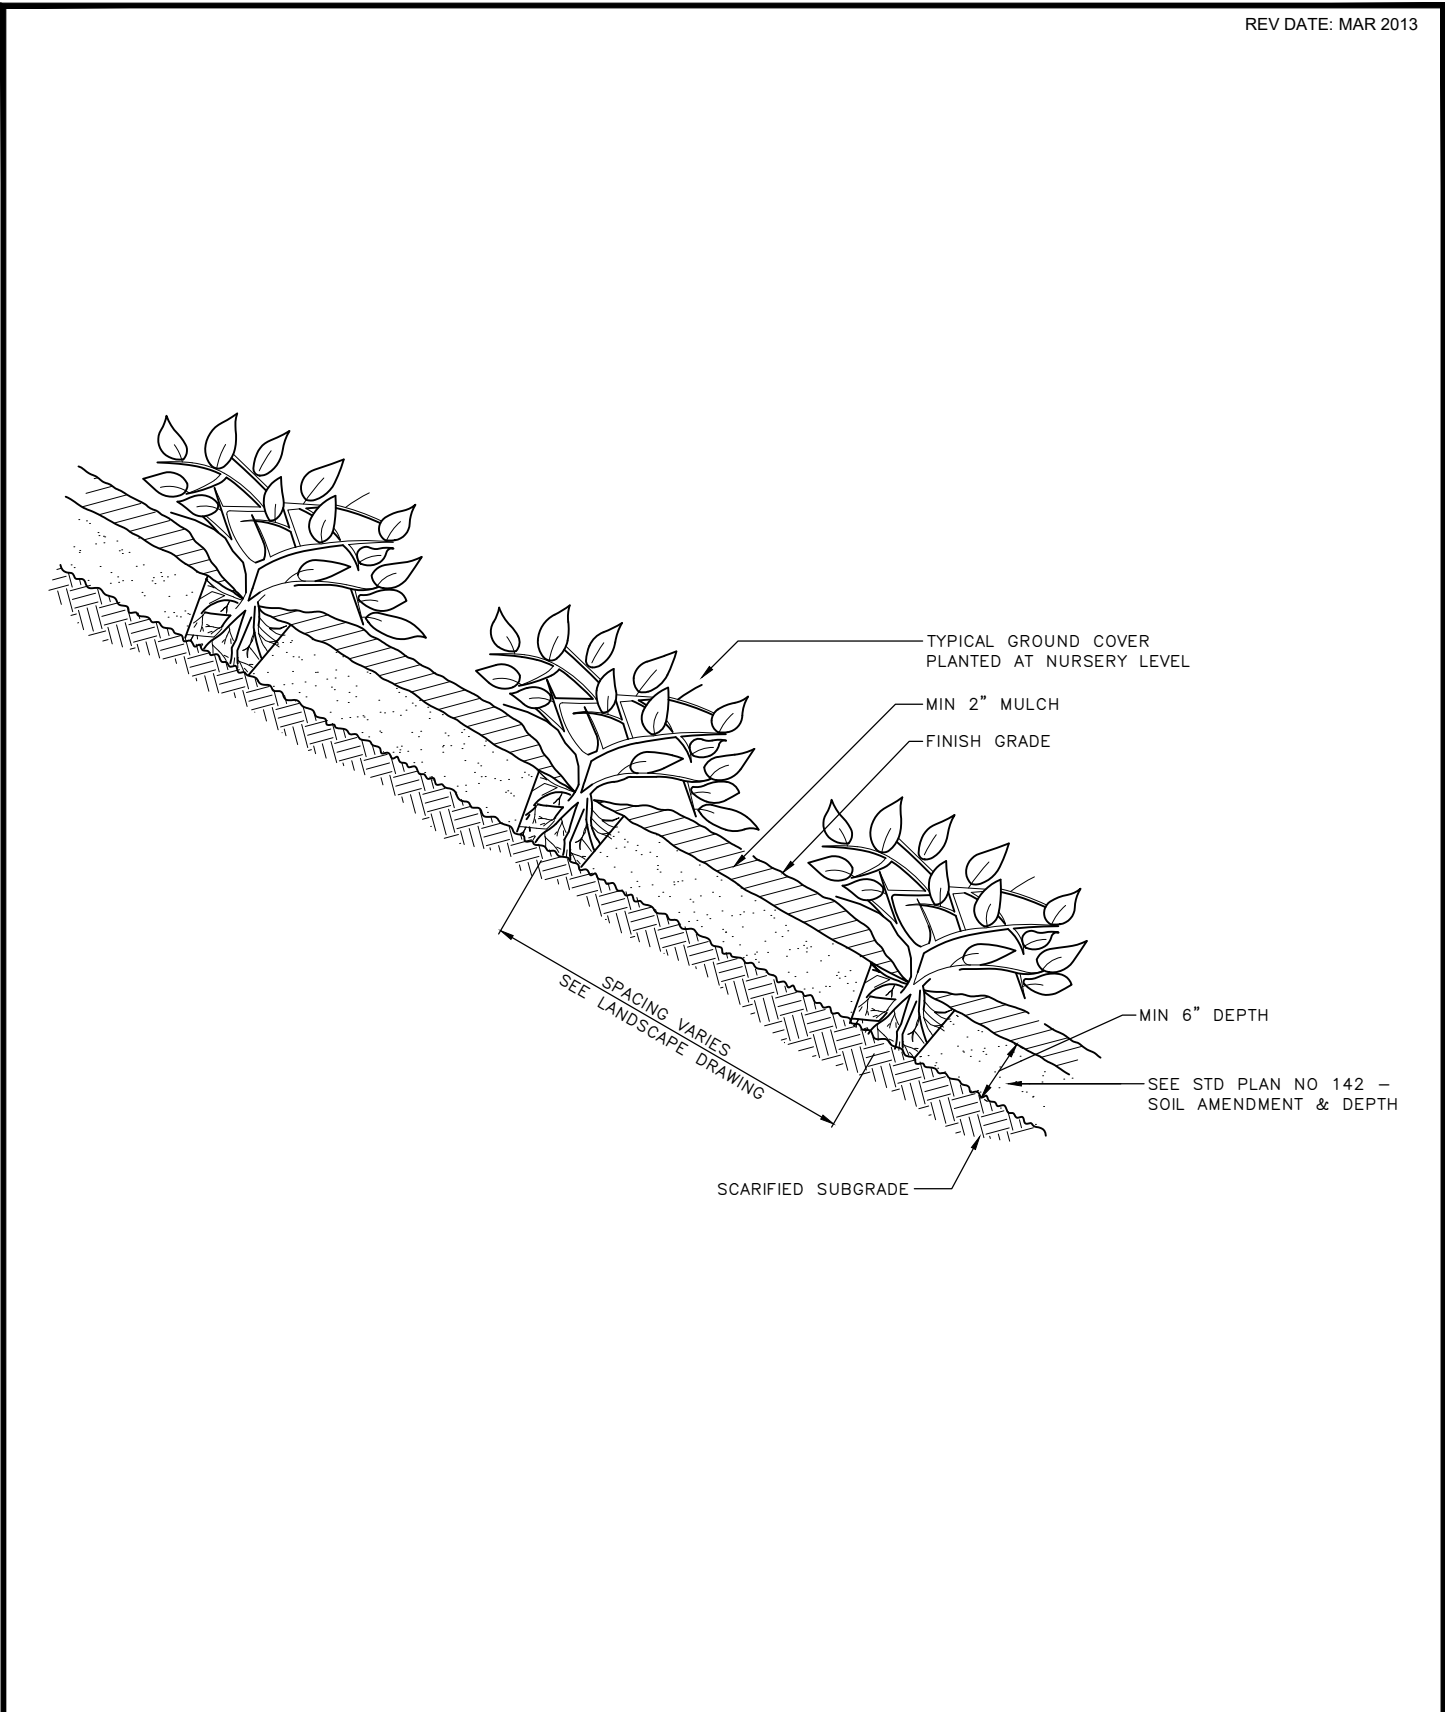 REV DATE: MAR 2013
TYPICAL GROUND COVER
PLANTED AT NURSERY LEVEL
MIN 2" MULCH
FINISH GRADE
SPACING VARIES
SEE LANDSCAPE DRAWING
MIN 6" DEPTH
SEE STD PLAN NO 142 –
SOIL AMENDMENT & DEPTH
SCARIFIED SUBGRADE